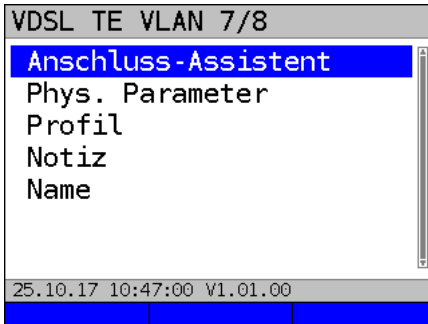 VDSL TE VLAN 7/8
Anschluss-Assistent
Phys. Parameter
Profil
Notiz
Name
25.10.17 10:47:00 V1.01.00